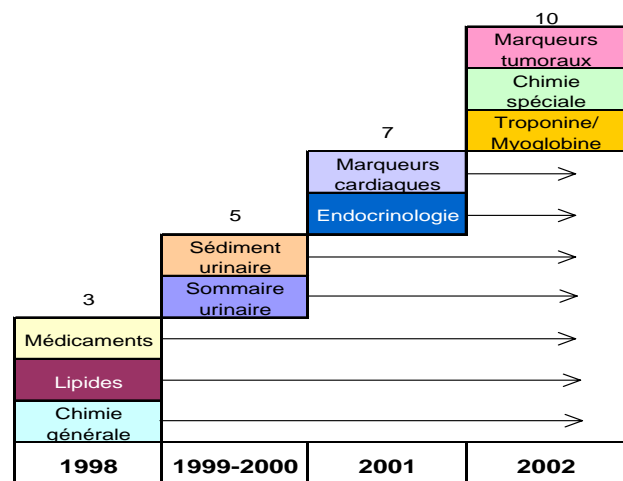 10
Marqueurs
tumoraux
Chimie
spéciale
Troponine/
Myoglobine
7
Marqueurs
cardiaques
Endocrinologie
5
Sédiment
urinaire
Sommaire
urinaire
3
Médicaments
Lipides
Chimie
générale
1998 1999-2000 2001 2002